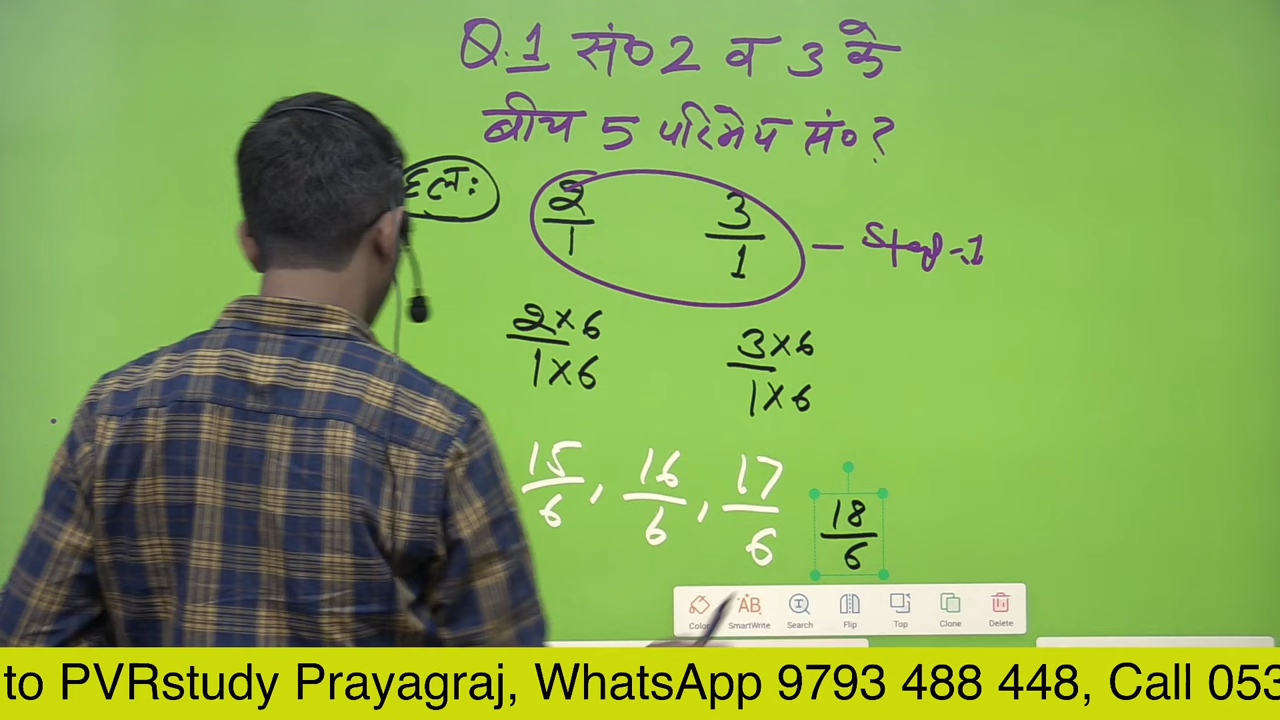 Q.1 सं० 2 व 3 के
बीच 5 परिमेय सं० ?
हल:
2/1 3/1 — Step-1
2×6/1×6 3×6/1×6
15/6, 16/6, 17/6 18/6
Color SmartWrite Search Flip Top Clone Delete
to PVRstudy Prayagraj, WhatsApp 9793 488 448, Call 053